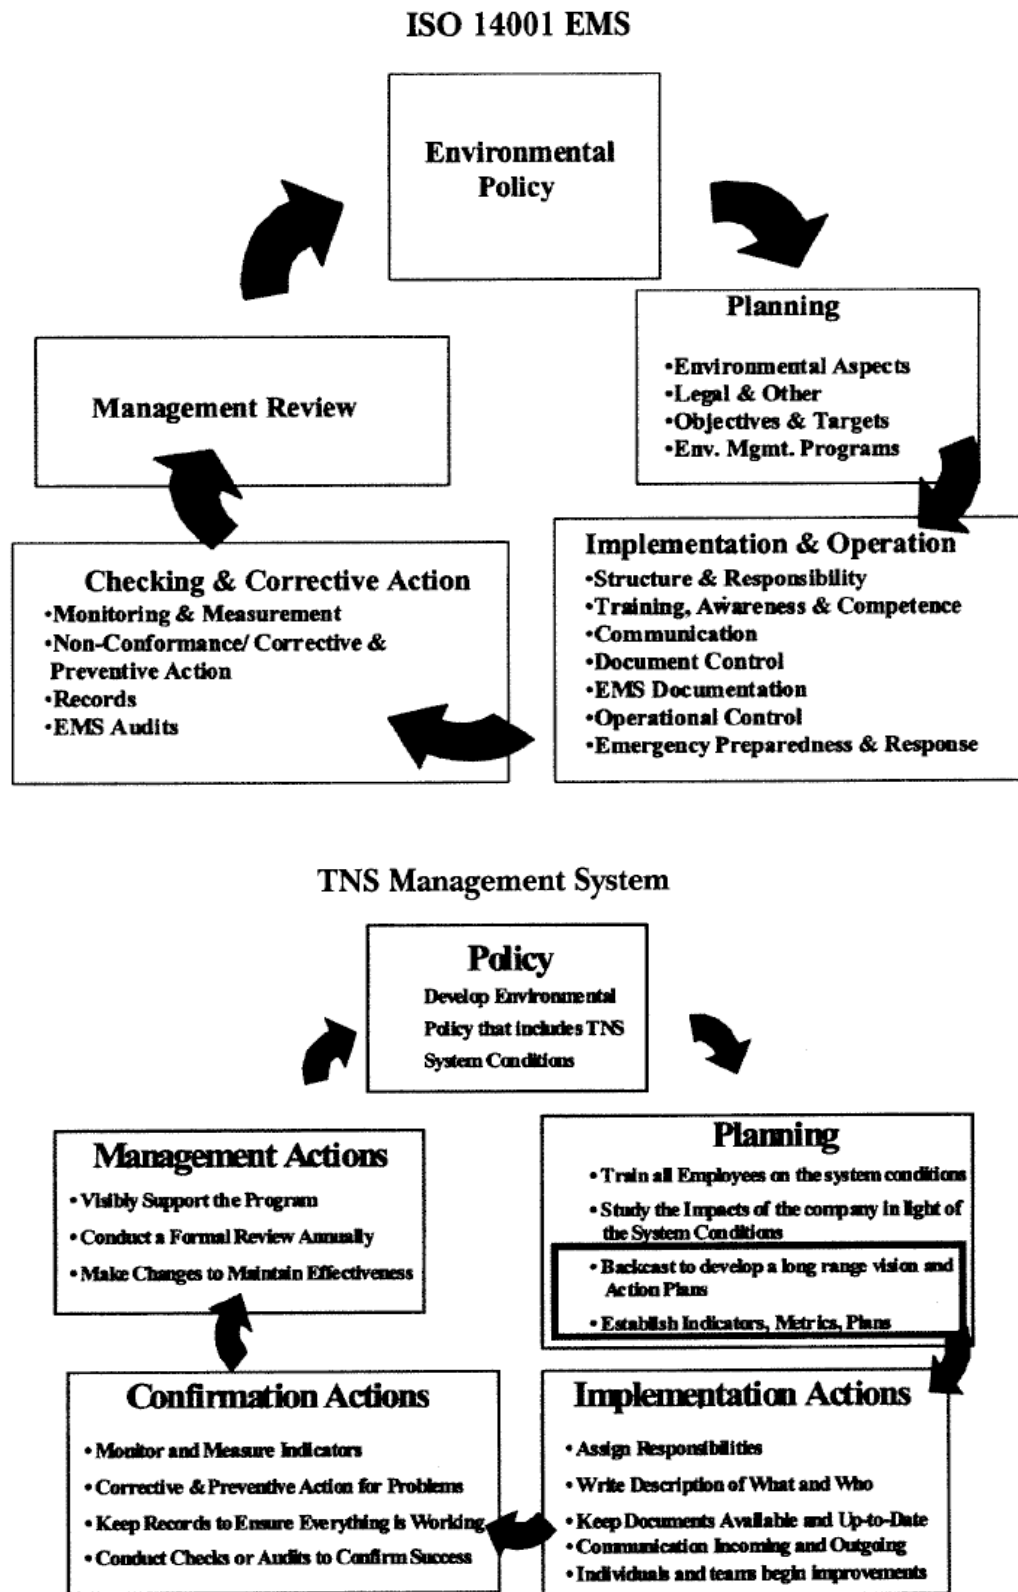 ISO 14001 EMS
Environmental
Policy
Planning
•Environmental Aspects
•Legal & Other
•Objectives & Targets
•Env. Mgmt. Programs
Management Review
Implementation & Operation
•Structure & Responsibility
•Training, Awareness & Competence
•Communication
•Document Control
•EMS Documentation
•Operational Control
•Emergency Preparedness & Response
Checking & Corrective Action
•Monitoring & Measurement
•Non-Conformance/ Corrective &
Preventive Action
•Records
•EMS Audits
TNS Management System
Policy
Develop Environmental
Policy that includes TNS
System Conditions
Planning
• Train all Employees on the system conditions
• Study the Impacts of the company in light of
the System Conditions
• Backcast to develop a long range vision and
Action Plans
• Establish Indicators, Metrics, Plans
Management Actions
• Visibly Support the Program
• Conduct a Formal Review Annually
• Make Changes to Maintain Effectiveness
Implementation Actions
• Assign Responsibilities
• Write Description of What and Who
• Keep Documents Available and Up-to-Date
• Communication Incoming and Outgoing
• Individuals and teams begin improvements
Confirmation Actions
• Monitor and Measure Indicators
• Corrective & Preventive Action for Problems
• Keep Records to Ensure Everything is Working
• Conduct Checks or Audits to Confirm Success